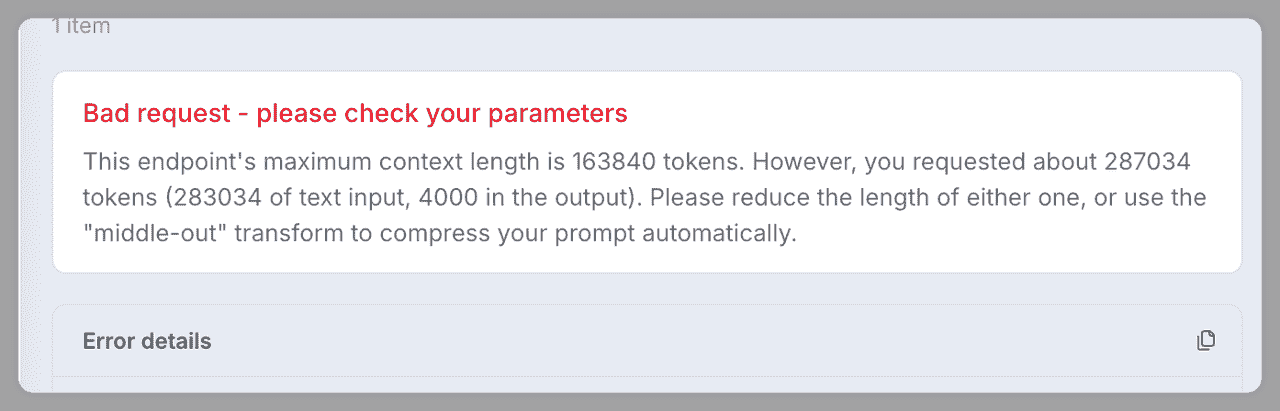 1 item
Bad request - please check your parameters
This endpoint's maximum context length is 163840 tokens. However, you requested about 287034
tokens (283034 of text input, 4000 in the output). Please reduce the length of either one, or use the
"middle-out" transform to compress your prompt automatically.
Error details